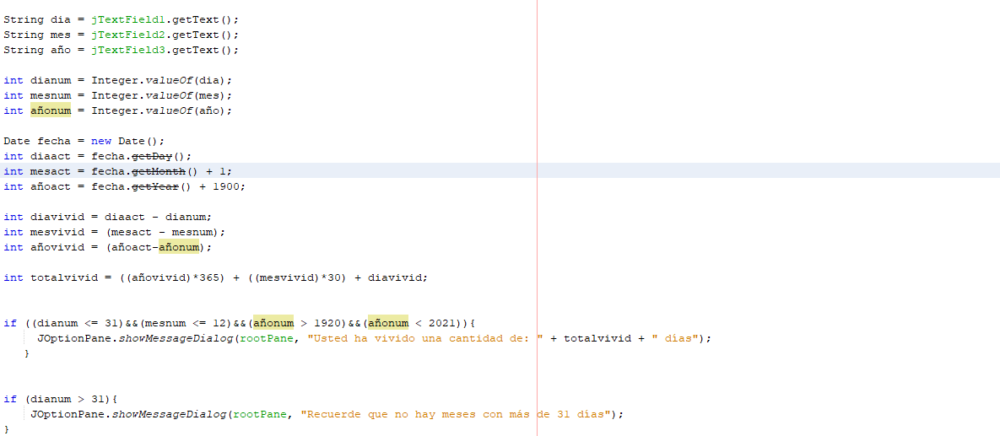 String dia = jTextField1.getText();
String mes = jTextField2.getText();
String año = jTextField3.getText();
int dianum = Integer.valueOf(dia);
int mesnum = Integer.valueOf(mes);
int añonum = Integer.valueOf(año);
Date fecha = new Date();
int diaact = fecha.getDay();
int mesact = fecha.getMonth() + 1;
int añoact = fecha.getYear() + 1900;
int diavivid = diaact - dianum;
int mesvivid = (mesact - mesnum);
int añovivid = (añoact-añonum);
int totalvivid = ((añovivid)*365) + ((mesvivid)*30) + diavivid;
if ((dianum <= 31)&&(mesnum <= 12)&&(añonum > 1920)&&(añonum < 2021)){
JOptionPane.showMessageDialog(rootPane, "Usted ha vivido una cantidad de: " + totalvivid + " días");
}
if (dianum > 31){
JOptionPane.showMessageDialog(rootPane, "Recuerde que no hay meses con más de 31 días");
}